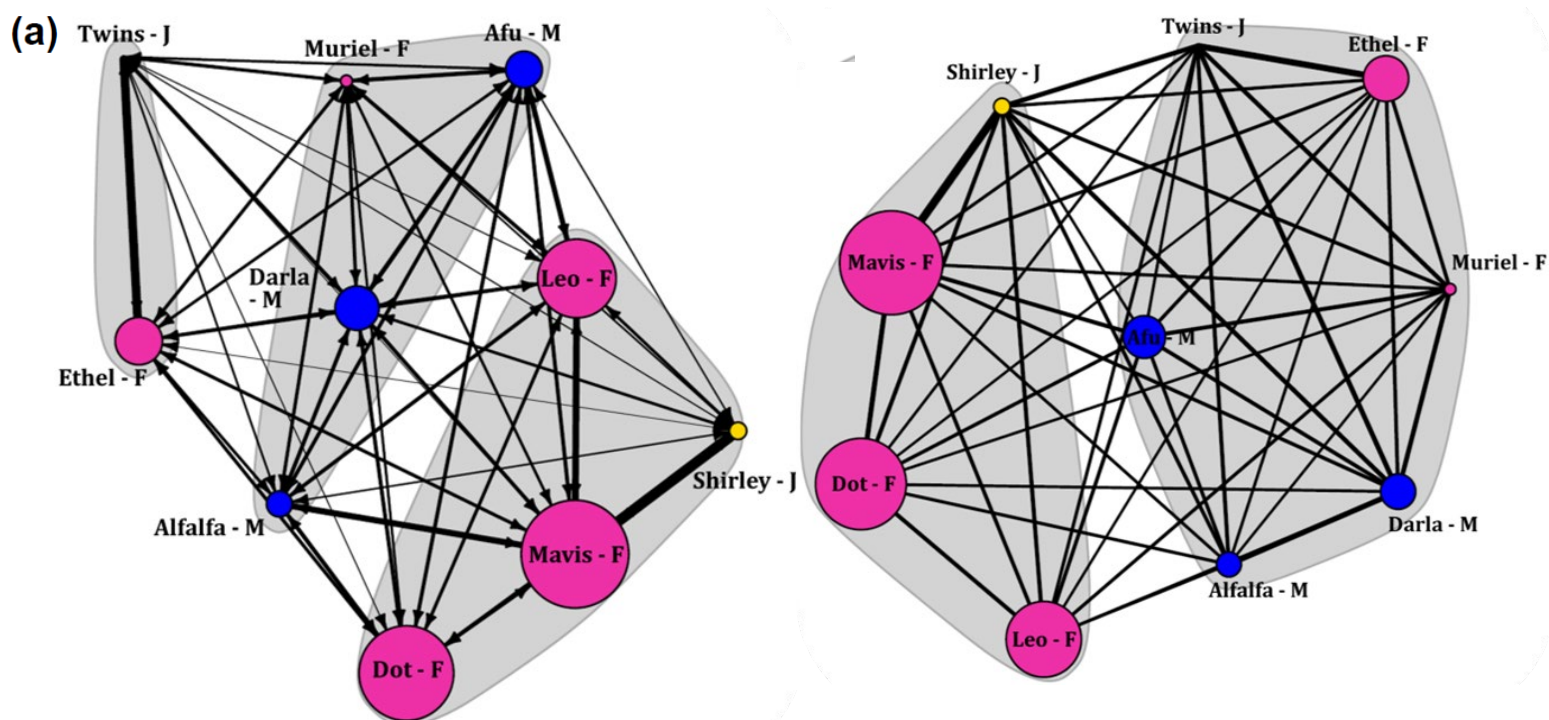 (a)
Twins - J
Muriel - F
Afu - M
Darla
- M
Leo - F
Ethel - F
Shirley - J
Alfalfa - M
Mavis - F
Dot - F
Twins - J
Ethel - F
Shirley - J
Mavis - F
Muriel - F
Afu - M
Dot - F
Darla - M
Alfalfa - M
Leo - F